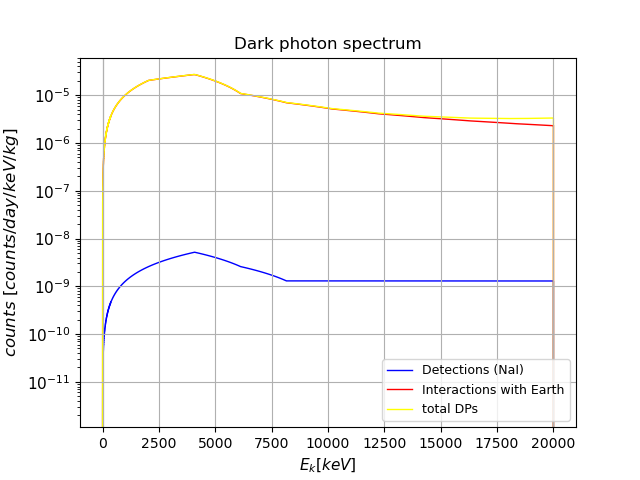 Dark photon spectrum
counts [counts/day/keV/kg]
10⁻⁵
10⁻⁶
10⁻⁷
10⁻⁸
10⁻⁹
10⁻¹⁰
10⁻¹¹
Detections (NaI)
Interactions with Earth
total DPs
0 2500 5000 7500 10000 12500 15000 17500 20000
Eₖ[keV]